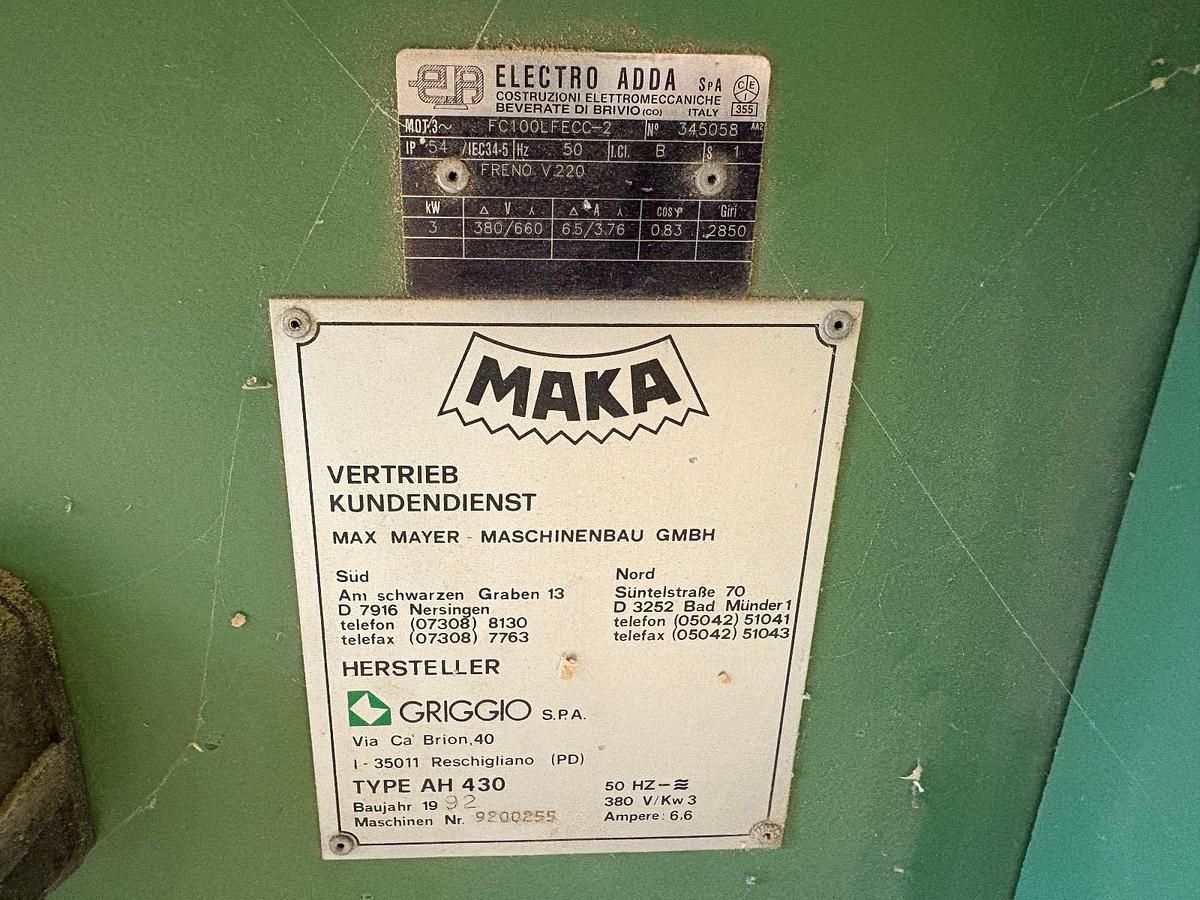 ELECTRO ADDA SPA
COSTRUZIONI ELETTROMECCANICHE
BEVERATE DI BRIVIO (CO) ITALY
CEI
355
MOT.3~ FC100LFECC-2 Nº 345058 AA2
IP 54 /IEC34-5 Hz 50 I.Cl. B S 1
FRENO V.220
kW Δ V ⅄ Δ A ⅄ cosφ Giri
3 380/660 6.5/3.76 0.83 2850
MAKA
VERTRIEB
KUNDENDIENST
MAX MAYER - MASCHINENBAU GMBH
Süd
Am schwarzen Graben 13
D 7916 Nersingen
telefon (07308) 8130
telefax (07308) 7763
Nord
Süntelstraße 70
D 3252 Bad Münder 1
telefon (05042) 51041
telefax (05042) 51043
HERSTELLER
GRIGGIO S.P.A.
Via Ca' Brion,40
I - 35011 Reschigliano (PD)
TYPE AH 430
Baujahr 1992
Maschinen Nr. 9200255
50 HZ-≋
380 V/Kw 3
Ampere: 6,6